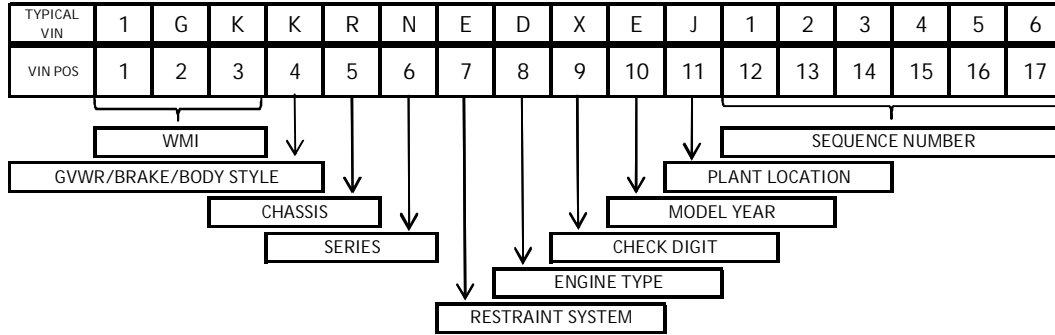 TYPICAL VIN 1 G K K R N E D X E J 1 2 3 4 5 6
VIN POS 1 2 3 4 5 6 7 8 9 10 11 12 13 14 15 16 17
WMI SEQUENCE NUMBER
GVWR/BRAKE/BODY STYLE PLANT LOCATION
CHASSIS MODEL YEAR
SERIES CHECK DIGIT
ENGINE TYPE
RESTRAINT SYSTEM